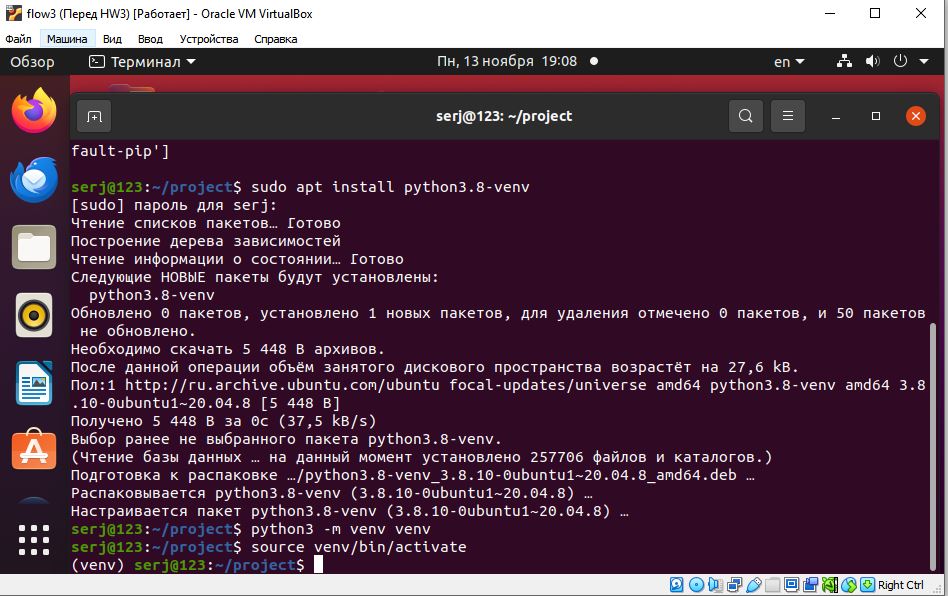 flow3 (Перед HW3) [Работает] - Oracle VM VirtualBox
Файл Машина Вид Ввод Устройства Справка
Обзор Терминал Пн, 13 ноября 19:08 en
serj@123: ~/project
fault-pip']
serj@123:~/project$ sudo apt install python3.8-venv
[sudo] пароль для serj:
Чтение списков пакетов… Готово
Построение дерева зависимостей
Чтение информации о состоянии… Готово
Следующие НОВЫЕ пакеты будут установлены:
python3.8-venv
Обновлено 0 пакетов, установлено 1 новых пакетов, для удаления отмечено 0 пакетов, и 50 пакетов
не обновлено.
Необходимо скачать 5 448 B архивов.
После данной операции объём занятого дискового пространства возрастёт на 27,6 kB.
Пол:1 http://ru.archive.ubuntu.com/ubuntu focal-updates/universe amd64 python3.8-venv amd64 3.8
.10-0ubuntu1~20.04.8 [5 448 B]
Получено 5 448 B за 0с (37,5 kB/s)
Выбор ранее не выбранного пакета python3.8-venv.
(Чтение базы данных … на данный момент установлено 257706 файлов и каталогов.)
Подготовка к распаковке …/python3.8-venv_3.8.10-0ubuntu1~20.04.8_amd64.deb …
Распаковывается python3.8-venv (3.8.10-0ubuntu1~20.04.8) …
Настраивается пакет python3.8-venv (3.8.10-0ubuntu1~20.04.8) …
serj@123:~/project$ python3 -m venv venv
serj@123:~/project$ source venv/bin/activate
(venv) serj@123:~/project$
Right Ctrl